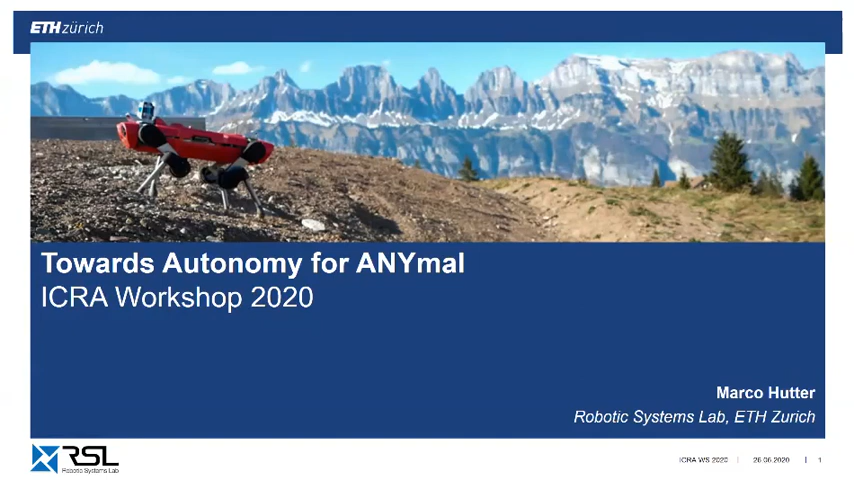 ETH zürich
Towards Autonomy for ANYmal
ICRA Workshop 2020
Marco Hutter
Robotic Systems Lab, ETH Zurich
RSL
Robotic Systems Lab
ICRA WS 2020 | 26.06.2020 | 1